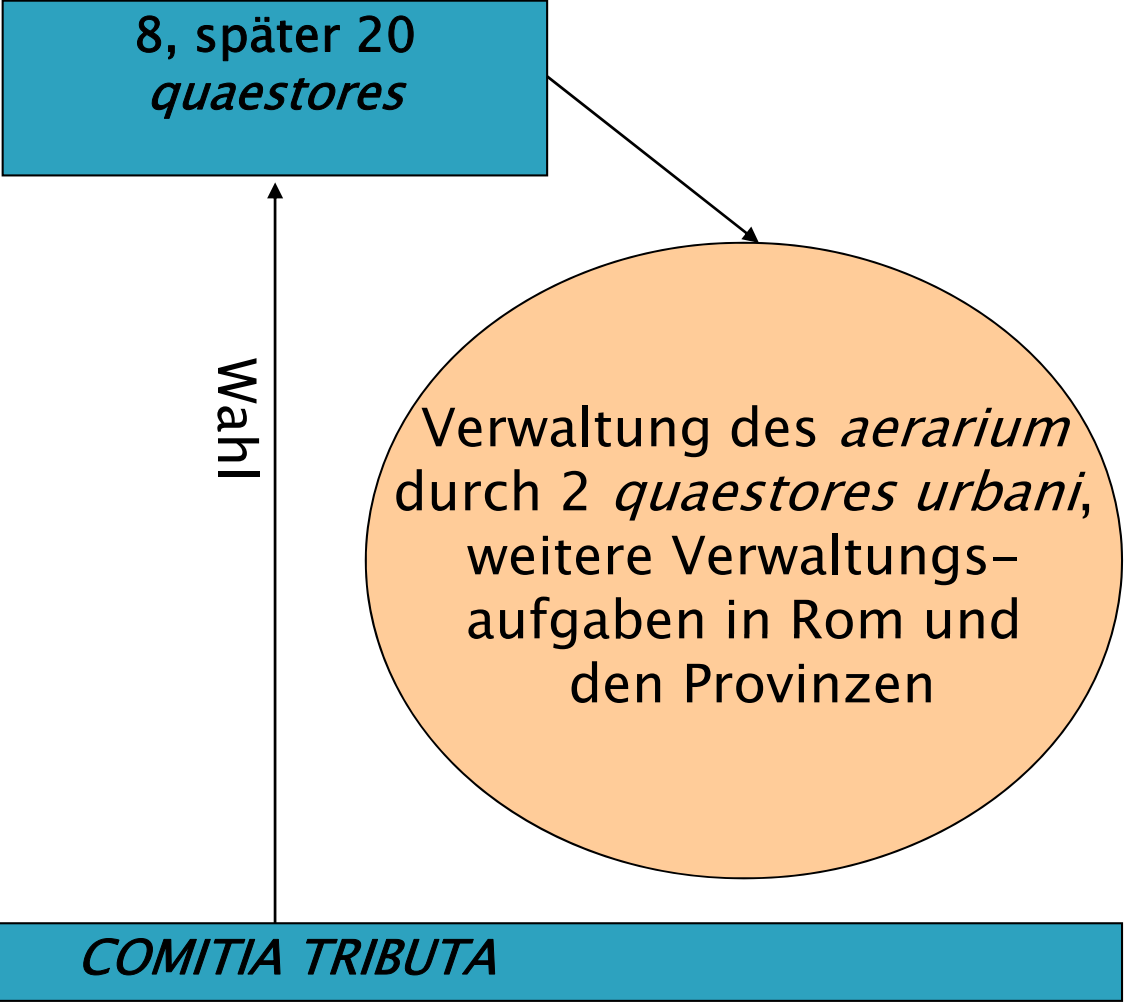 8, später 20
quaestores
Wahl
Verwaltung des aerarium
durch 2 quaestores urbani,
weitere Verwaltungs-
aufgaben in Rom und
den Provinzen
COMITIA TRIBUTA